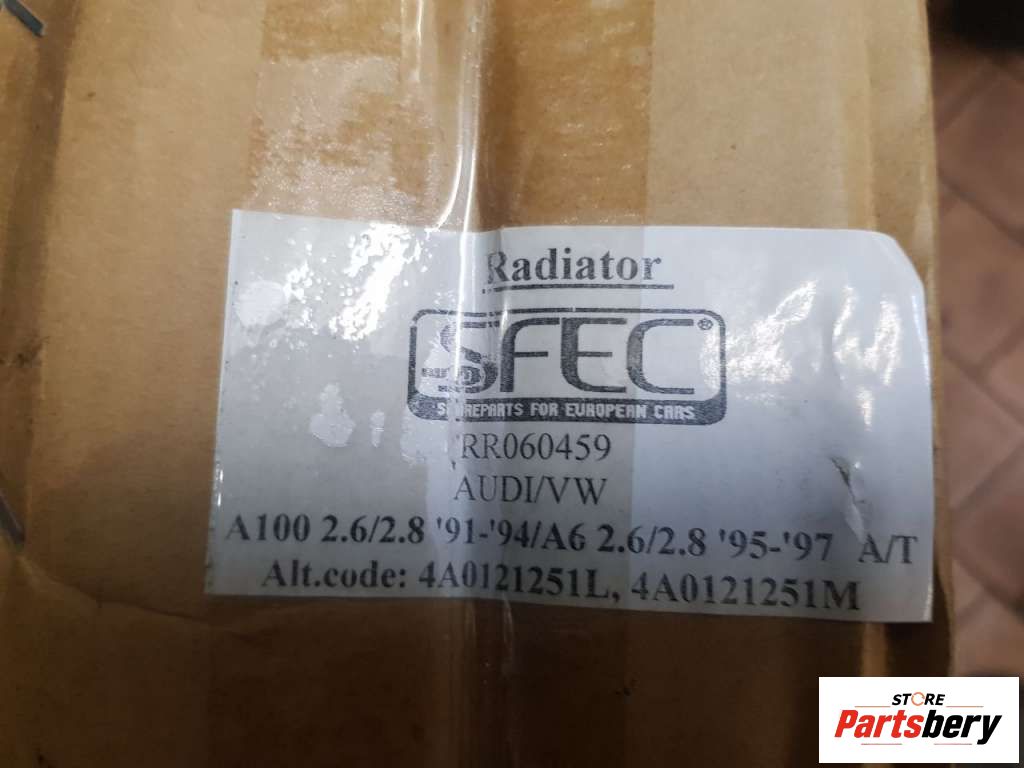 Radiator
SFEC®
SPAREPARTS FOR EUROPEAN CARS
RR060459
AUDI/VW
A100 2.6/2.8 '91-'94/A6 2.6/2.8 '95-'97 A/T
Alt.code: 4A0121251L, 4A0121251M
STORE
Partsbery